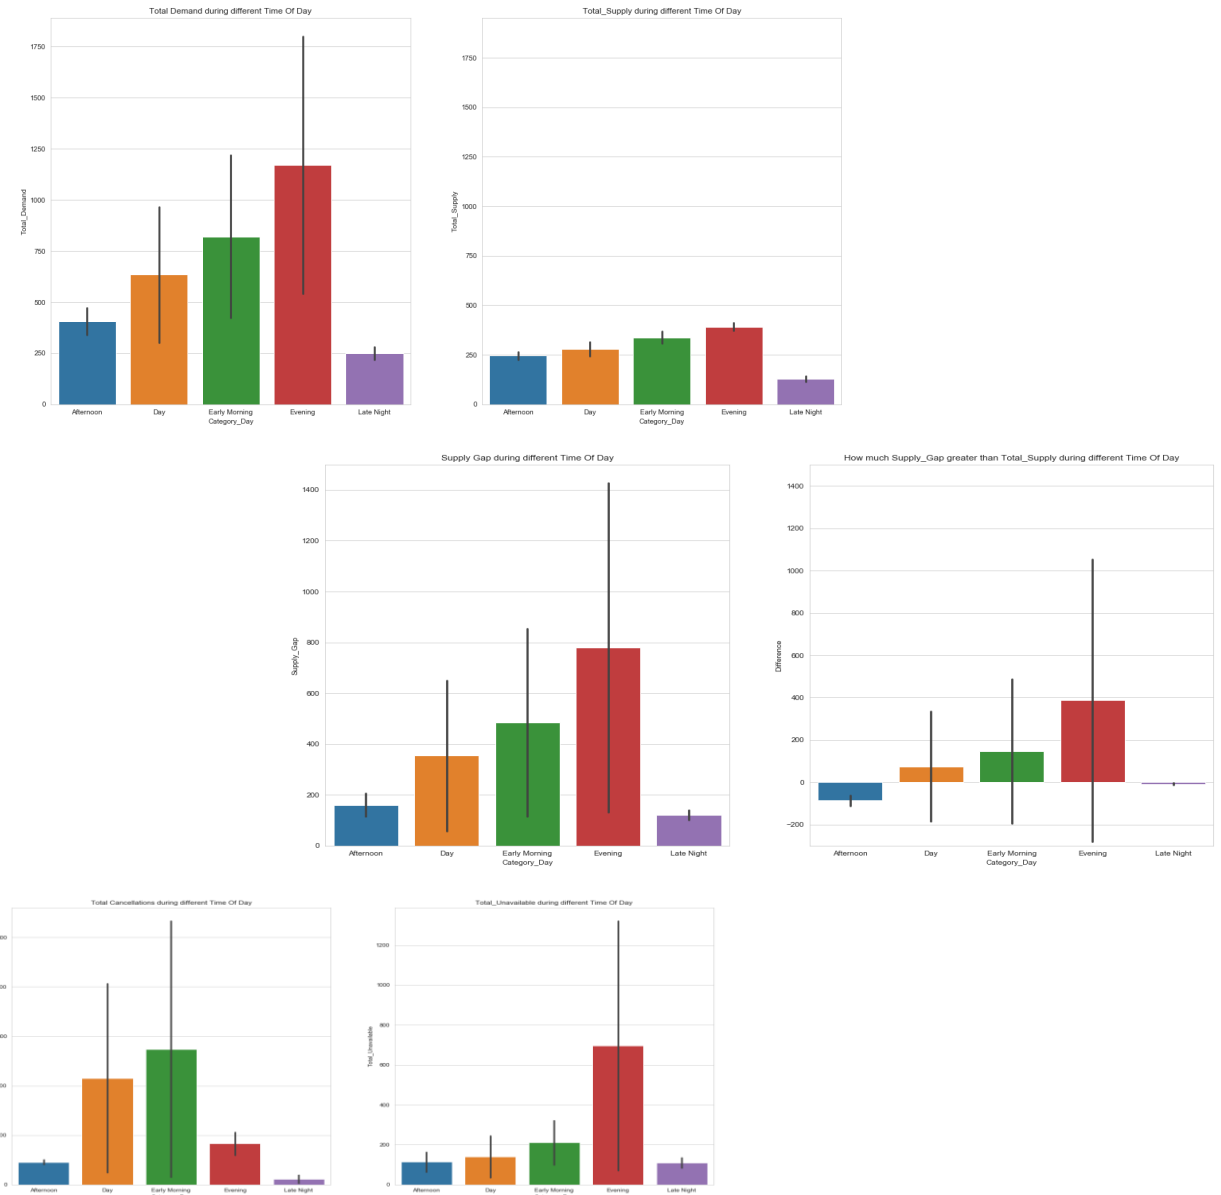 Total Demand during different Time Of Day
1750
1500
1250
1000
750
500
250
0
Total_Demand
Afternoon Day Early Morning Evening Late Night
Category_Day
Total_Supply during different Time Of Day
1750
1500
1250
1000
750
500
250
0
Total_Supply
Afternoon Day Early Morning Evening Late Night
Category_Day
Supply Gap during different Time Of Day
1400
1200
1000
800
600
400
200
0
Supply_Gap
Afternoon Day Early Morning Evening Late Night
Category_Day
How much Supply_Gap greater than Total_Supply during different Time Of Day
1400
1200
1000
800
600
400
200
0
−200
Difference
Afternoon Day Early Morning Evening Late Night
Category_Day
Total Cancellations during different Time Of Day
0
Afternoon Day Early Morning Evening Late Night
Total_Unavailable during different Time Of Day
1200
1000
800
600
400
200
0
Total_Unavailable
Afternoon Day Early Morning Evening Late Night